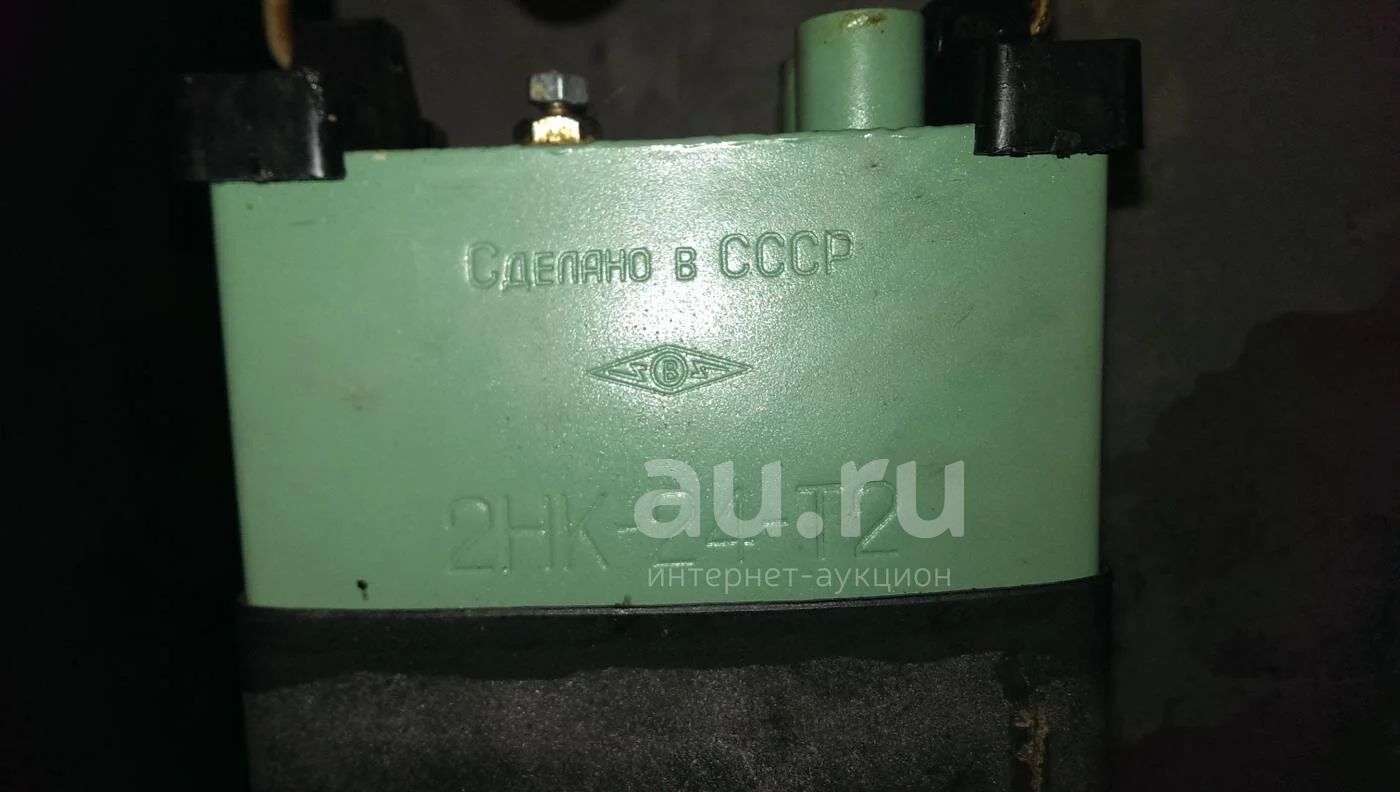 Сделано в СССР
В
2НК-24-Т2
au.ru
интернет-аукцион